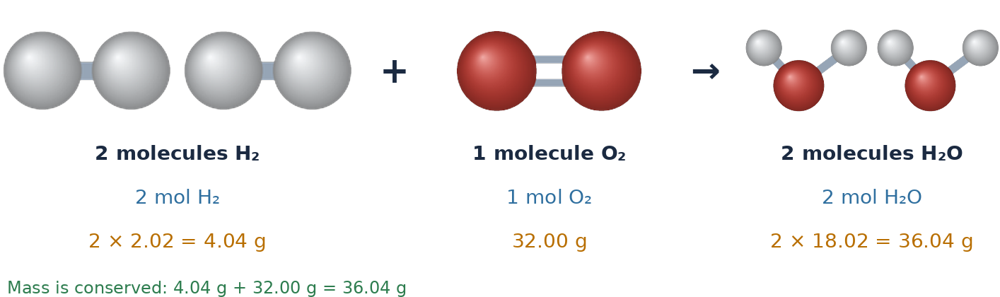 + →
2 molecules H₂ 1 molecule O₂ 2 molecules H₂O
2 mol H₂ 1 mol O₂ 2 mol H₂O
2 × 2.02 = 4.04 g 32.00 g 2 × 18.02 = 36.04 g
Mass is conserved: 4.04 g + 32.00 g = 36.04 g